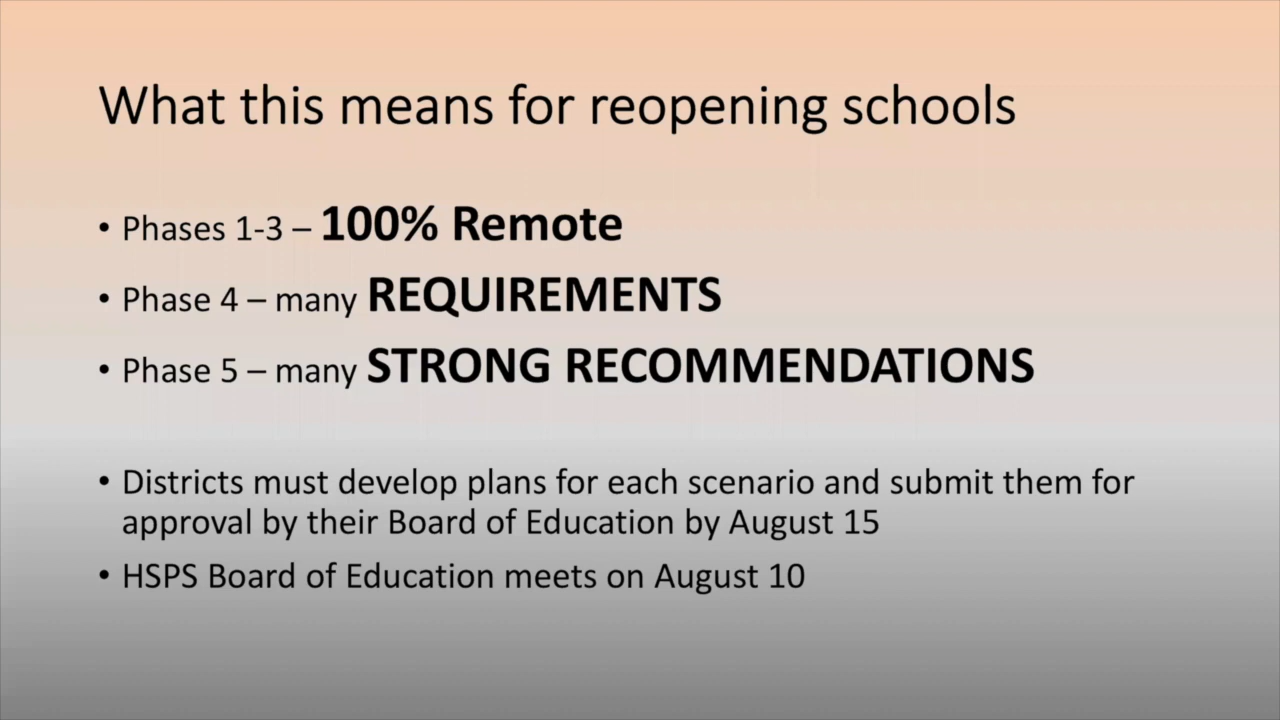 What this means for reopening schools
• Phases 1-3 – 100% Remote
• Phase 4 – many REQUIREMENTS
• Phase 5 – many STRONG RECOMMENDATIONS
• Districts must develop plans for each scenario and submit them for
approval by their Board of Education by August 15
• HSPS Board of Education meets on August 10